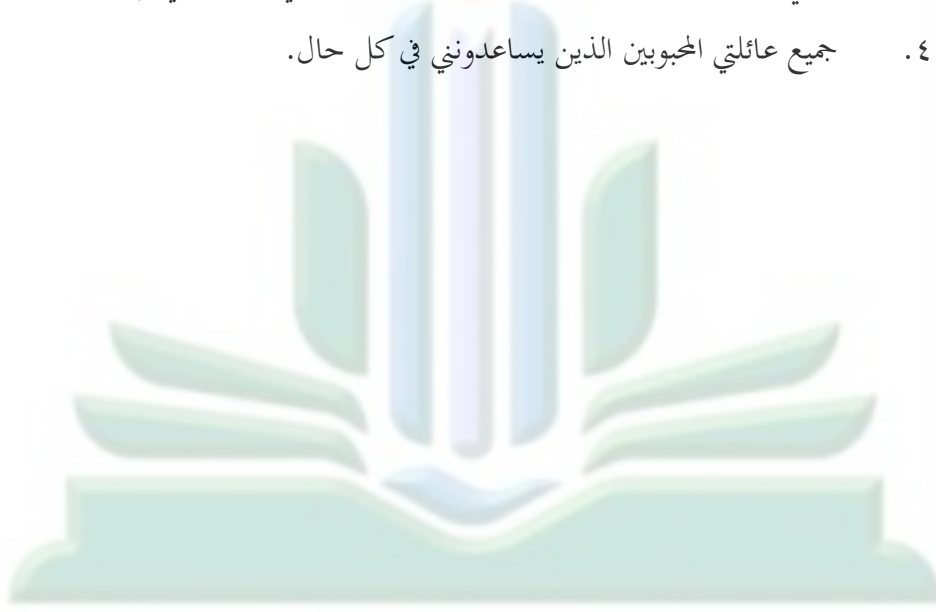 ٤. جميع عائلتي المحبوبين الذين يساعدونني في كل حال.